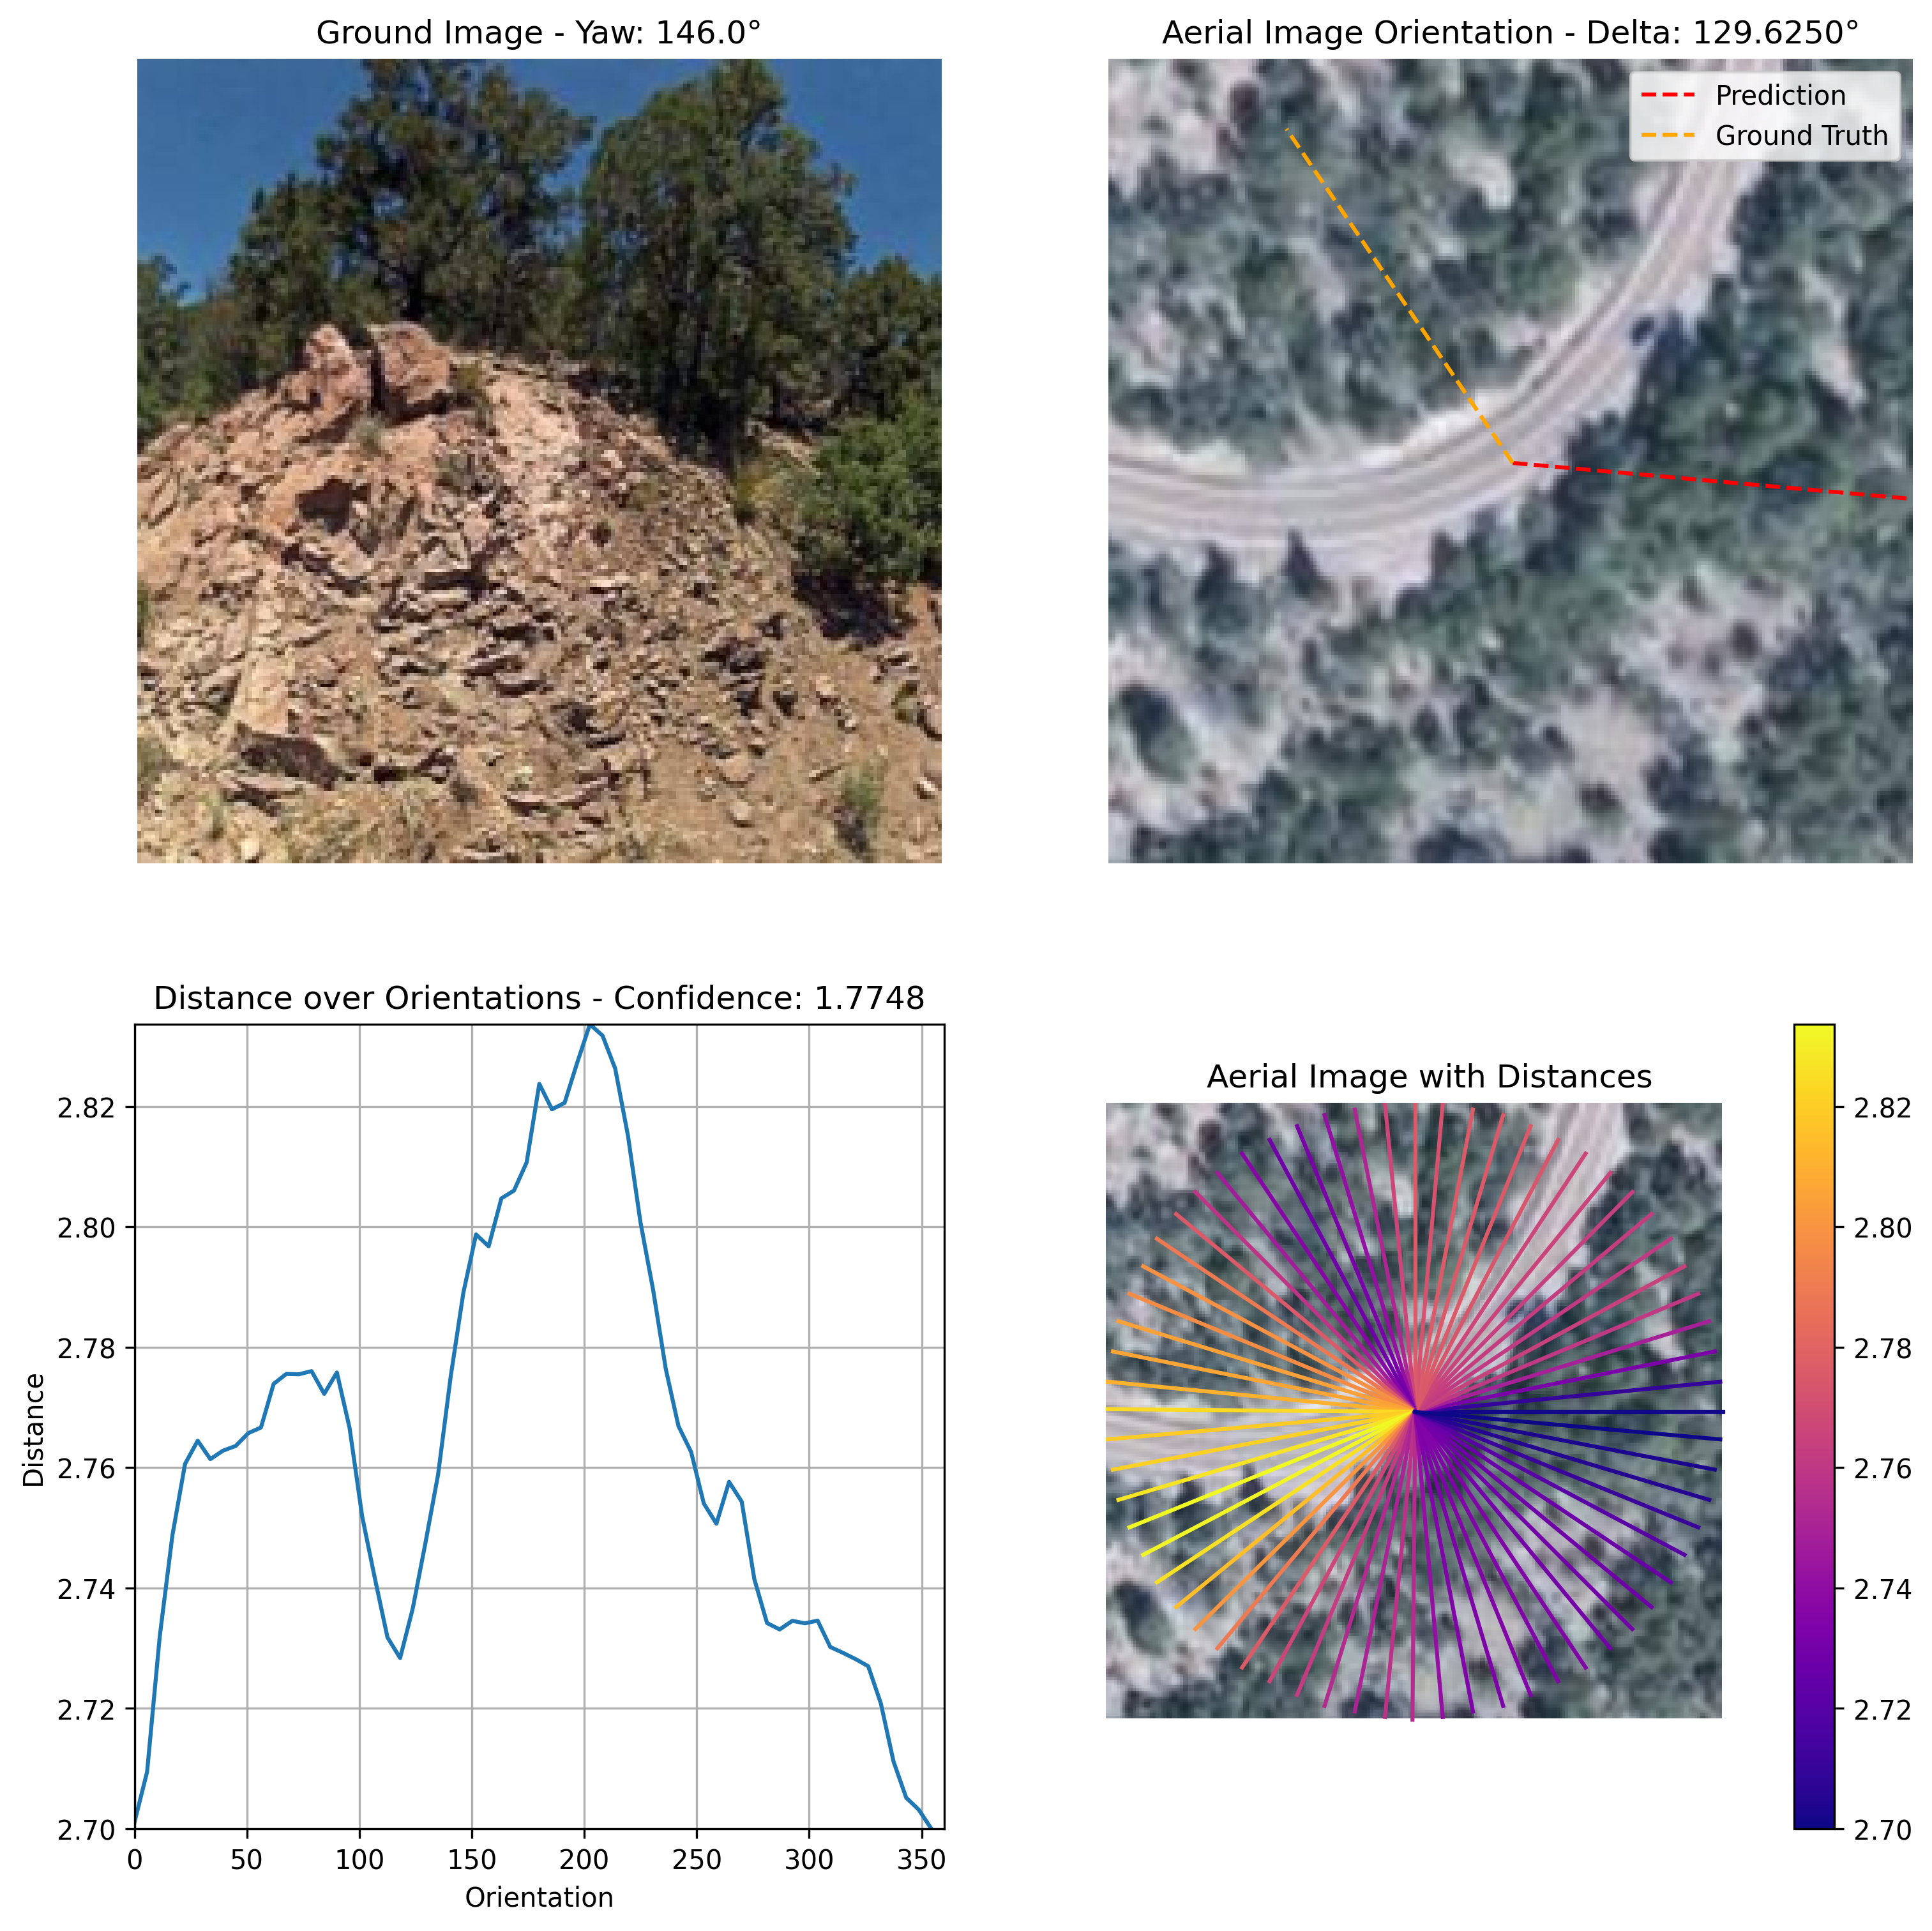 Ground Image - Yaw: 146.0°
Aerial Image Orientation - Delta: 129.6250°
Prediction
Ground Truth
Distance over Orientations - Confidence: 1.7748
2.82
2.80
2.78
2.76
2.74
2.72
2.70
Distance
0 50 100 150 200 250 300 350
Orientation
Aerial Image with Distances
2.82
2.80
2.78
2.76
2.74
2.72
2.70